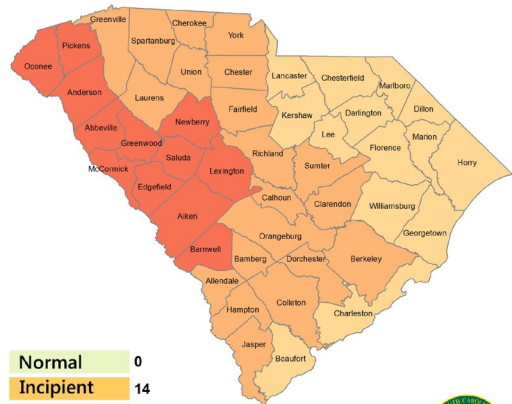 Greenville
Cherokee
York
Spartanburg
Pickens
Oconee
Union
Chester
Lancaster
Chesterfield
Marlboro
Anderson
Laurens
Dillon
Fairfield
Kershaw
Darlington
Newberry
Abbeville
Greenwood
Lee
Marion
Florence
Horry
Saluda
Richland
McCormick
Lexington
Sumter
Edgefield
Calhoun
Clarendon
Williamsburg
Aiken
Georgetown
Orangeburg
Barnwell
Bamberg
Dorchester
Berkeley
Allendale
Colleton
Hampton
Charleston
Jasper
Beaufort
Normal 0
Incipient 14